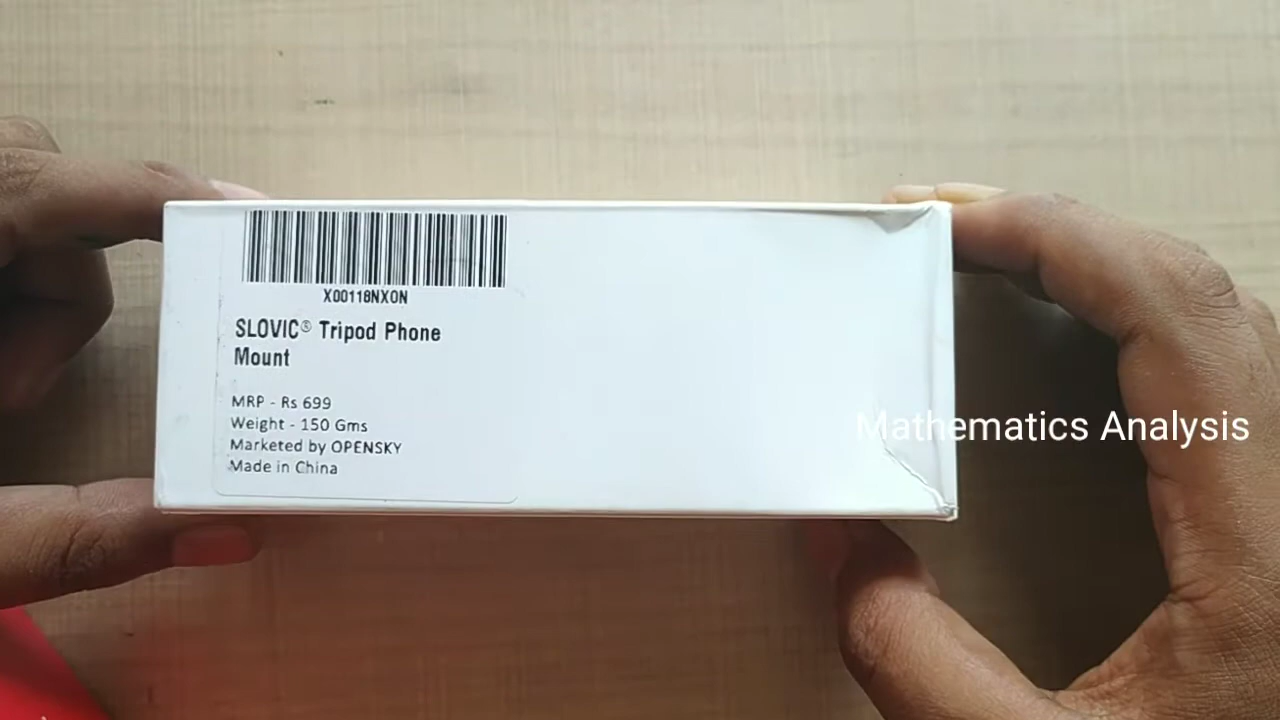 X00118NXON
SLOVIC® Tripod Phone
Mount
MRP - Rs 699
Weight - 150 Gms
Marketed by OPENSKY
Made in China
Mathematics Analysis